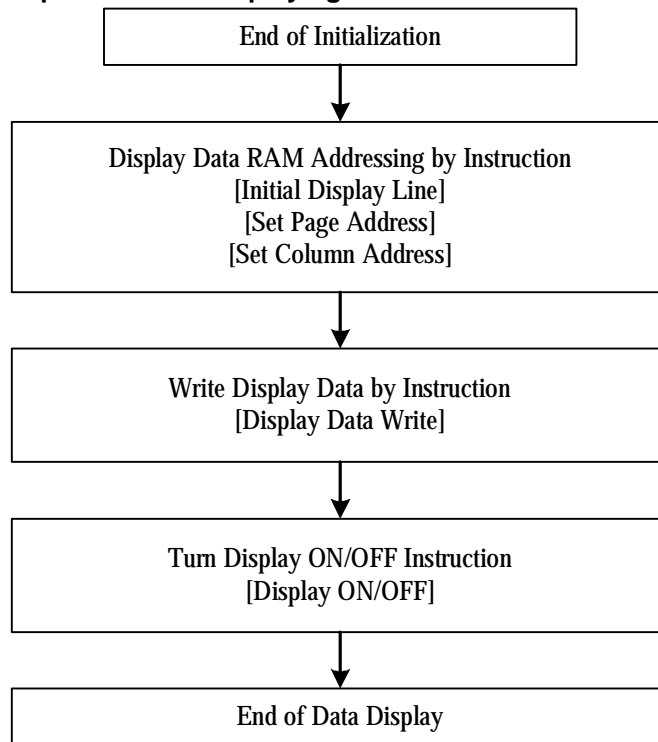 End of Initialization
Display Data RAM Addressing by Instruction
[Initial Display Line]
[Set Page Address]
[Set Column Address]
Write Display Data by Instruction
[Display Data Write]
Turn Display ON/OFF Instruction
[Display ON/OFF]
End of Data Display